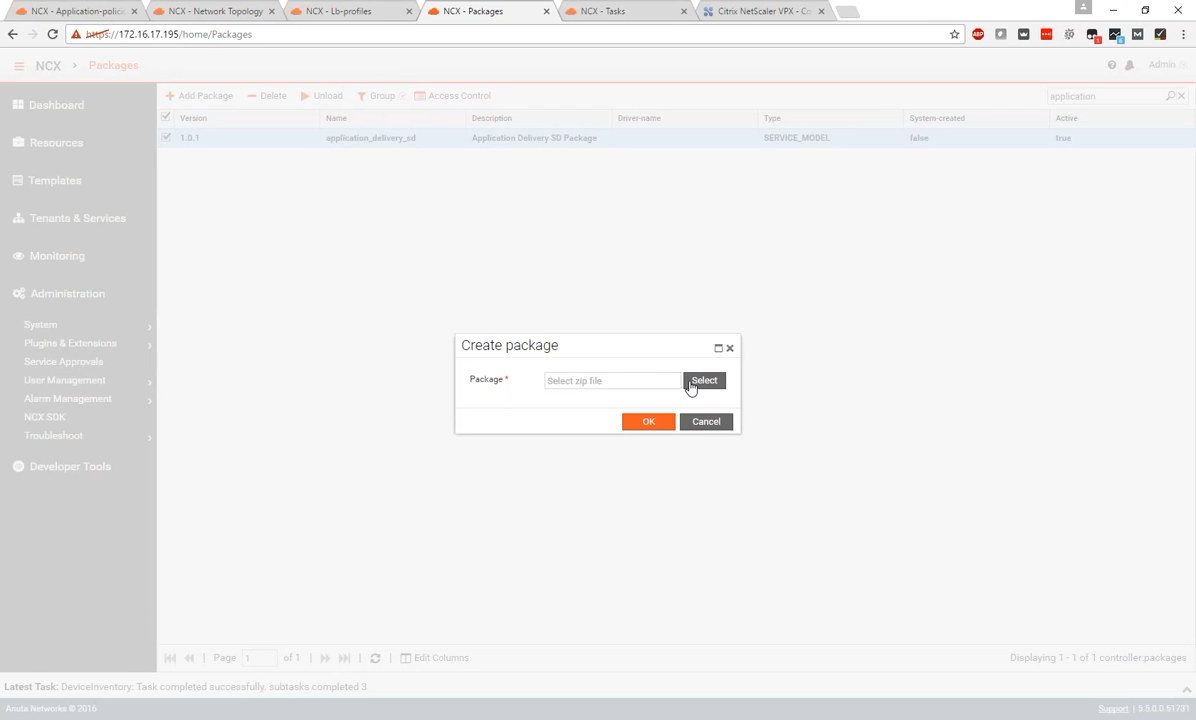 NCX - Application-polici
NCX - Network Topology
NCX - Lb-profiles
NCX - Packages
NCX - Tasks
Citrix NetScaler VPX - Co
https://172.16.17.195/home/Packages
NCX > Packages
Admin
Dashboard
Resources
Templates
Tenants & Services
Monitoring
Administration
System
Plugins & Extensions
Service Approvals
User Management
Alarm Management
NCX SDK
Troubleshoot
Developer Tools
Add Package Delete Unload Group Access Control application
Version Name Description Driver-name Type System-created Active
1.0.1 application_delivery_sd Application Delivery SD Package SERVICE_MODEL false true
Create package
Package* Select zip file Select
OK Cancel
Page 1 of 1 Edit Columns Displaying 1 - 1 of 1 controller:packages
Latest Task: DeviceInventory: Task completed successfully. subtasks completed 3
Anuta Networks © 2016 Support | 5.5.0.0.51731